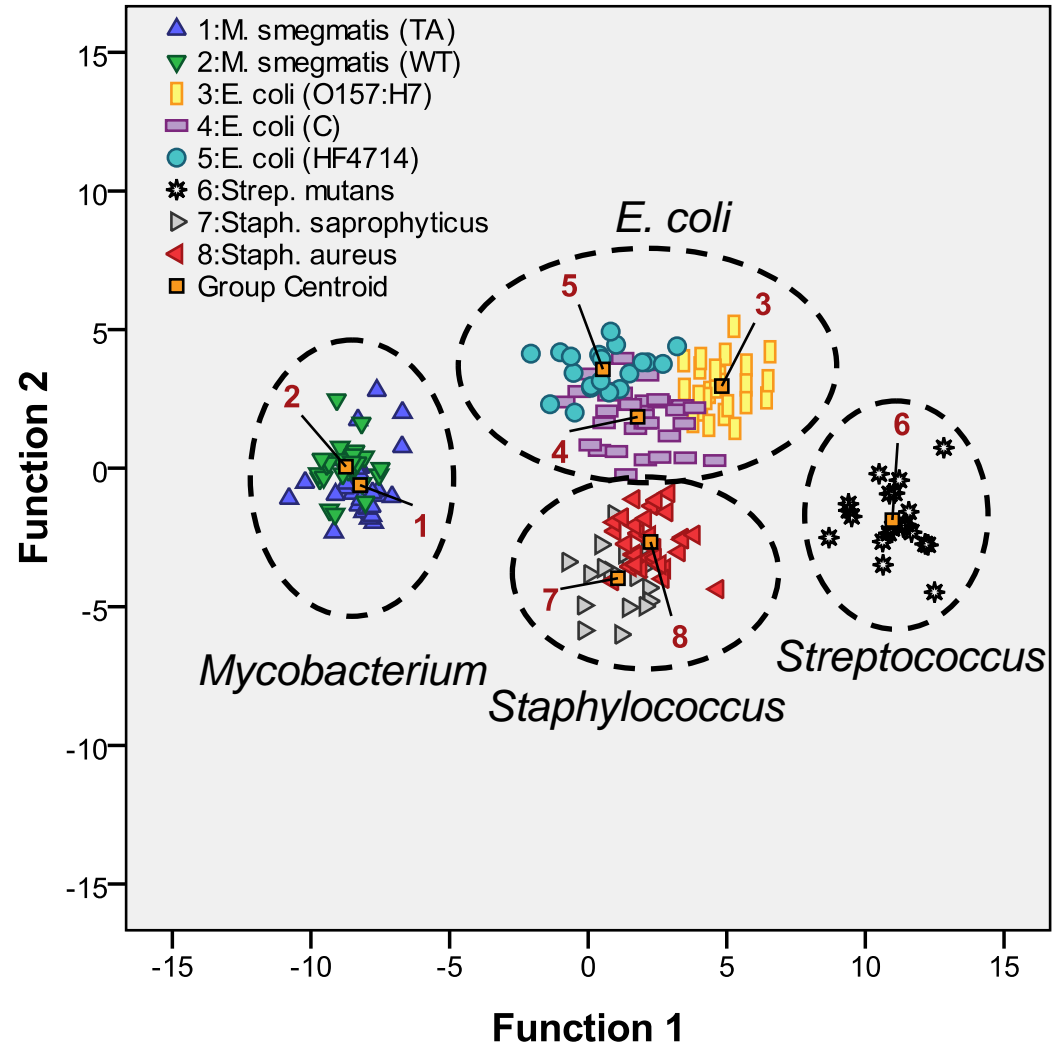 1:M. smegmatis (TA)
2:M. smegmatis (WT)
3:E. coli (O157:H7)
4:E. coli (C)
5:E. coli (HF4714)
6:Strep. mutans
7:Staph. saprophyticus
8:Staph. aureus
Group Centroid
E. coli
5
3
2
4
6
1
7
8
Mycobacterium
Staphylococcus
Streptococcus
15
10
5
0
-5
-10
-15
Function 2
-15 -10 -5 0 5 10 15
Function 1